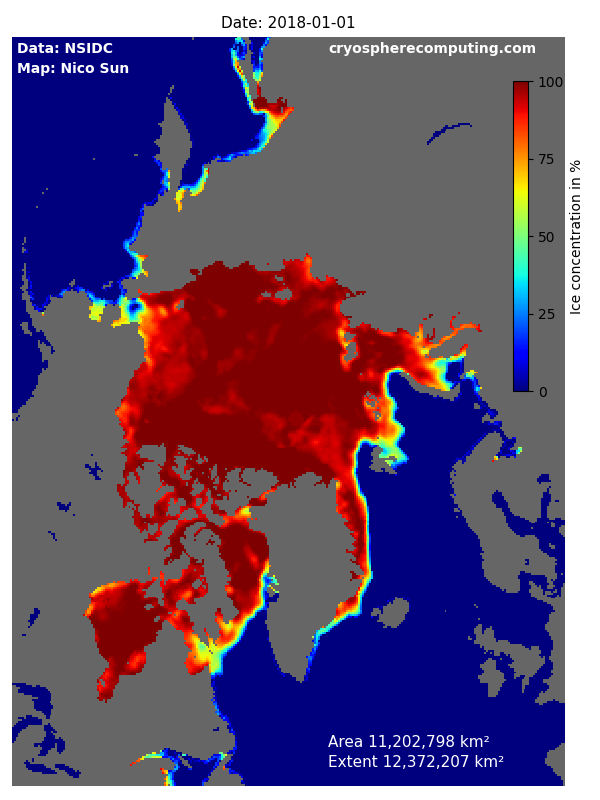 Date: 2018-01-01
Data: NSIDC
cryospherecomputing.com
Map: Nico Sun
100
75
50
25
0
Ice concentration in %
Area 11,202,798 km²
Extent 12,372,207 km²